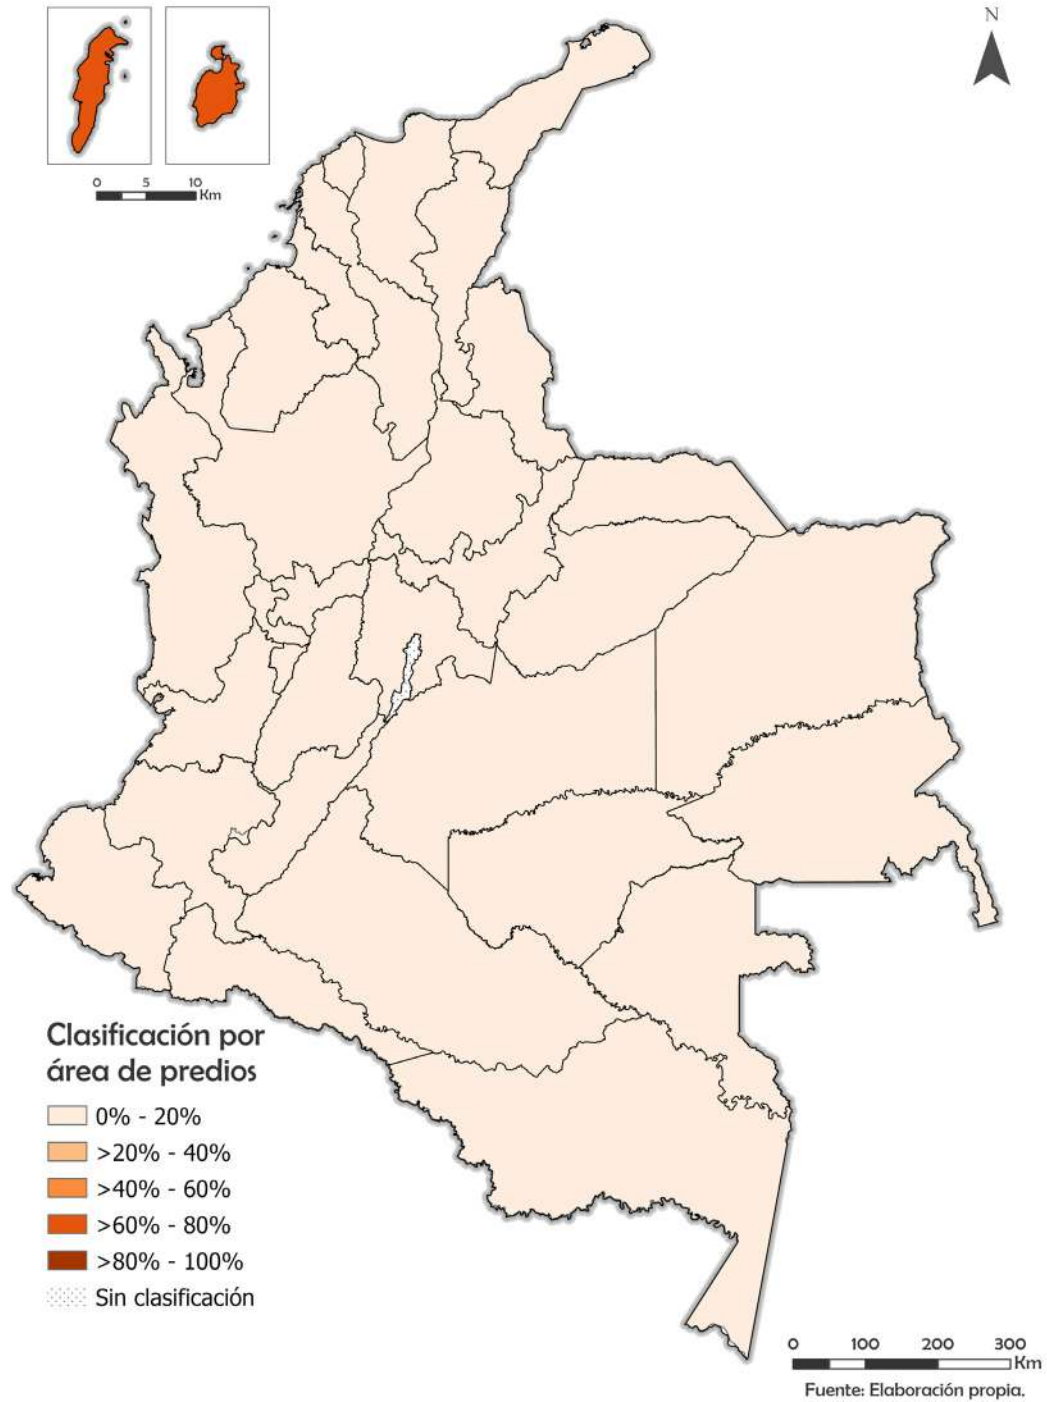 N
0 5 10
Km
Clasificación por
área de predios
0% - 20%
>20% - 40%
>40% - 60%
>60% - 80%
>80% - 100%
Sin clasificación
0 100 200 300
Km
Fuente: Elaboración propia.